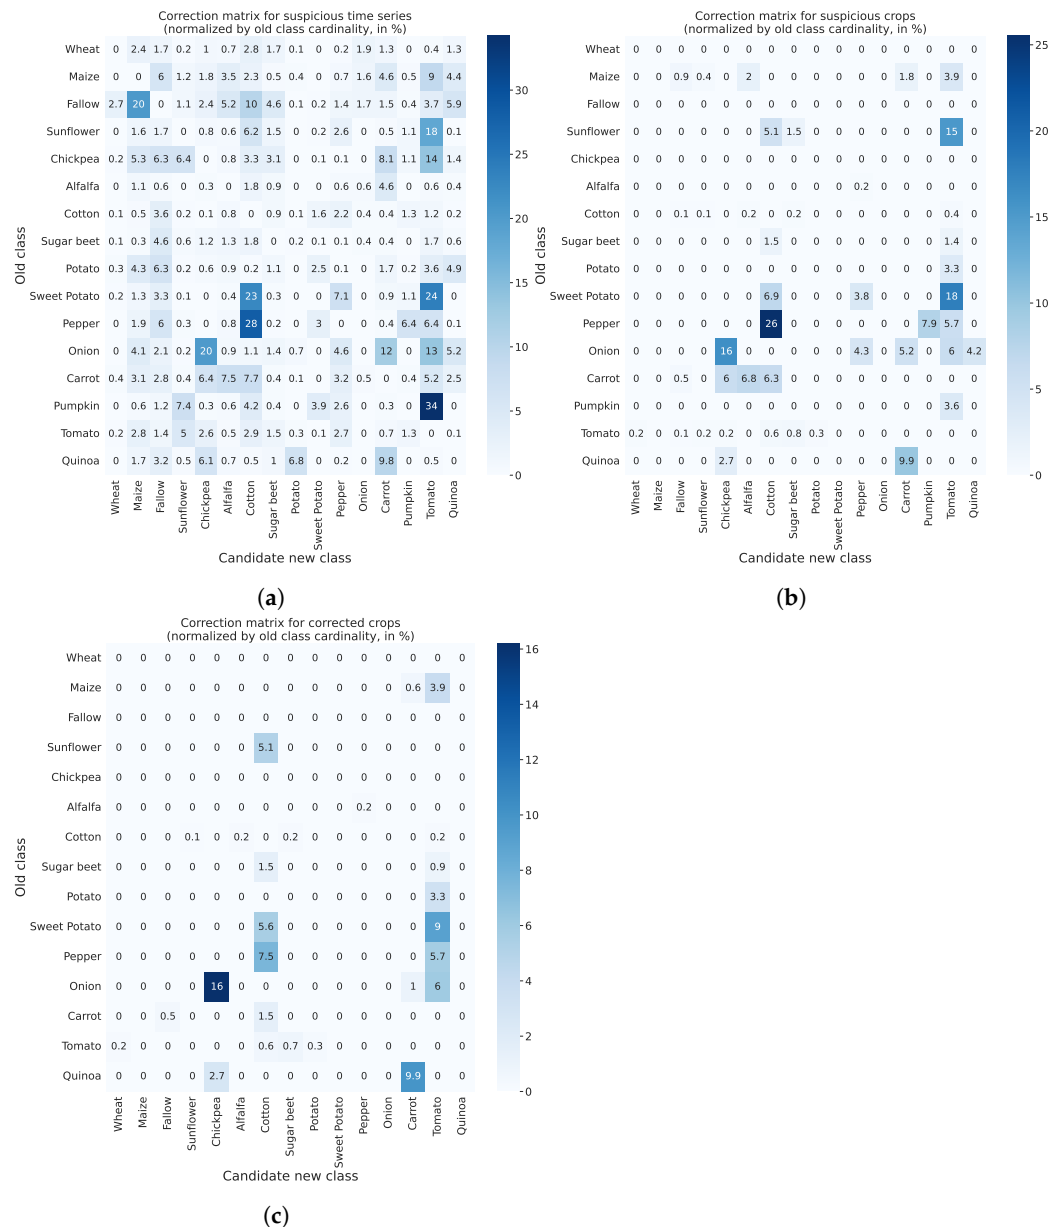 Correction matrix for suspicious time series
(normalized by old class cardinality, in %)
Wheat 0 2.4 1.7 0.2 1 0.7 2.8 1.7 0.1 0 0.2 1.9 1.3 0 0.4 1.3
Maize 0 0 6 1.2 1.8 3.5 2.3 0.5 0.4 0 0.7 1.6 4.6 0.5 9 4.4
Fallow 2.7 20 0 1.1 2.4 5.2 10 4.6 0.1 0.2 1.4 1.7 1.5 0.4 3.7 5.9
Sunflower 0 1.6 1.7 0 0.8 0.6 6.2 1.5 0 0.2 2.6 0 0.5 1.1 18 0.1
Chickpea 0.2 5.3 6.3 6.4 0 0.8 3.3 3.1 0 0.1 0.1 0 8.1 1.1 14 1.4
Alfalfa 0 1.1 0.6 0 0.3 0 1.8 0.9 0 0 0.6 0.6 4.6 0 0.6 0.4
Cotton 0.1 0.5 3.6 0.2 0.1 0.8 0 0.9 0.1 1.6 2.2 0.4 0.4 1.3 1.2 0.2
Sugar beet 0.1 0.3 4.6 0.6 1.2 1.3 1.8 0 0.2 0.1 0.1 0.4 0.4 0 1.7 0.6
Potato 0.3 4.3 6.3 0.2 0.6 0.9 0.2 1.1 0 2.5 0.1 0 1.7 0.2 3.6 4.9
Sweet Potato 0.2 1.3 3.3 0.1 0 0.4 23 0.3 0 0 7.1 0 0.9 1.1 24 0
Pepper 0 1.9 6 0.3 0 0.8 28 0 0 3 0 0 0.4 6.4 6.4 0.1
Onion 0 4.1 2.1 0.2 20 0.9 1.1 1.4 0.7 0 4.6 0 12 0 13 5.2
Carrot 0.4 3.1 2.8 0.4 6.4 7.5 7.7 0.4 0.1 0 3.2 0.5 0 0.4 5.2 2.5
Pumpkin 0 0.6 1.2 7.4 0.3 0.6 4.2 0.4 0 3.9 2.6 0 0.3 0 34 0
Tomato 0.2 2.8 1.4 5 2.6 0.5 2.9 1.5 0.3 0.1 2.7 0 0.7 1.3 0 0.1
Quinoa 0 1.7 3.2 0.5 6.1 0.7 0.5 1 6.8 0 0.2 0 9.8 0 0.5 0
Wheat Maize Fallow Sunflower Chickpea Alfalfa Cotton Sugar beet Potato Sweet Potato Pepper Onion Carrot Pumpkin Tomato Quinoa
Old class
Candidate new class
30
25
20
15
10
5
0
(a)
Correction matrix for suspicious crops
(normalized by old class cardinality, in %)
Wheat 0 0 0 0 0 0 0 0 0 0 0 0 0 0 0 0
Maize 0 0 0.9 0.4 0 2 0 0 0 0 0 0 1.8 0 3.9 0
Fallow 0 0 0 0 0 0 0 0 0 0 0 0 0 0 0 0
Sunflower 0 0 0 0 0 0 5.1 1.5 0 0 0 0 0 0 15 0
Chickpea 0 0 0 0 0 0 0 0 0 0 0 0 0 0 0 0
Alfalfa 0 0 0 0 0 0 0 0 0 0 0.2 0 0 0 0 0
Cotton 0 0 0.1 0.1 0 0.2 0 0.2 0 0 0 0 0 0 0.4 0
Sugar beet 0 0 0 0 0 0 1.5 0 0 0 0 0 0 0 1.4 0
Potato 0 0 0 0 0 0 0 0 0 0 0 0 0 0 3.3 0
Sweet Potato 0 0 0 0 0 0 6.9 0 0 0 3.8 0 0 0 18 0
Pepper 0 0 0 0 0 0 26 0 0 0 0 0 0 7.9 5.7 0
Onion 0 0 0 0 16 0 0 0 0 0 4.3 0 5.2 0 6 4.2
Carrot 0 0 0.5 0 6 6.8 6.3 0 0 0 0 0 0 0 0 0
Pumpkin 0 0 0 0 0 0 0 0 0 0 0 0 0 0 3.6 0
Tomato 0.2 0 0.1 0.2 0.2 0 0.6 0.8 0.3 0 0 0 0 0 0 0
Quinoa 0 0 0 0 2.7 0 0 0 0 0 0 0 9.9 0 0 0
Wheat Maize Fallow Sunflower Chickpea Alfalfa Cotton Sugar beet Potato Sweet Potato Pepper Onion Carrot Pumpkin Tomato Quinoa
Old class
Candidate new class
25
20
15
10
5
0
(b)
Correction matrix for corrected crops
(normalized by old class cardinality, in %)
Wheat 0 0 0 0 0 0 0 0 0 0 0 0 0 0 0
Maize 0 0 0 0 0 0 0 0 0 0 0 0 0.6 3.9 0
Fallow 0 0 0 0 0 0 0 0 0 0 0 0 0 0 0
Sunflower 0 0 0 0 0 0 5.1 0 0 0 0 0 0 0 0
Chickpea 0 0 0 0 0 0 0 0 0 0 0 0 0 0 0
Alfalfa 0 0 0 0 0 0 0 0 0 0 0.2 0 0 0 0
Cotton 0 0 0 0.1 0 0.2 0 0.2 0 0 0 0 0 0.2 0
Sugar beet 0 0 0 0 0 0 1.5 0 0 0 0 0 0 0.9 0
Potato 0 0 0 0 0 0 0 0 0 0 0 0 0 3.3 0
Sweet Potato 0 0 0 0 0 0 5.6 0 0 0 0 0 0 9 0
Pepper 0 0 0 0 0 0 7.5 0 0 0 0 0 0 5.7 0
Onion 0 0 0 0 16 0 0 0 0 0 0 0 1 6 0
Carrot 0 0 0.5 0 0 0 1.5 0 0 0 0 0 0 0 0
Tomato 0.2 0 0 0 0 0 0.6 0.7 0.3 0 0 0 0 0 0
Quinoa 0 0 0 0 2.7 0 0 0 0 0 0 0 9.9 0 0
Wheat Maize Fallow Sunflower Chickpea Alfalfa Cotton Sugar beet Potato Sweet Potato Pepper Onion Carrot Tomato Quinoa
Old class
Candidate new class
16
14
12
10
8
6
4
2
0
(c)